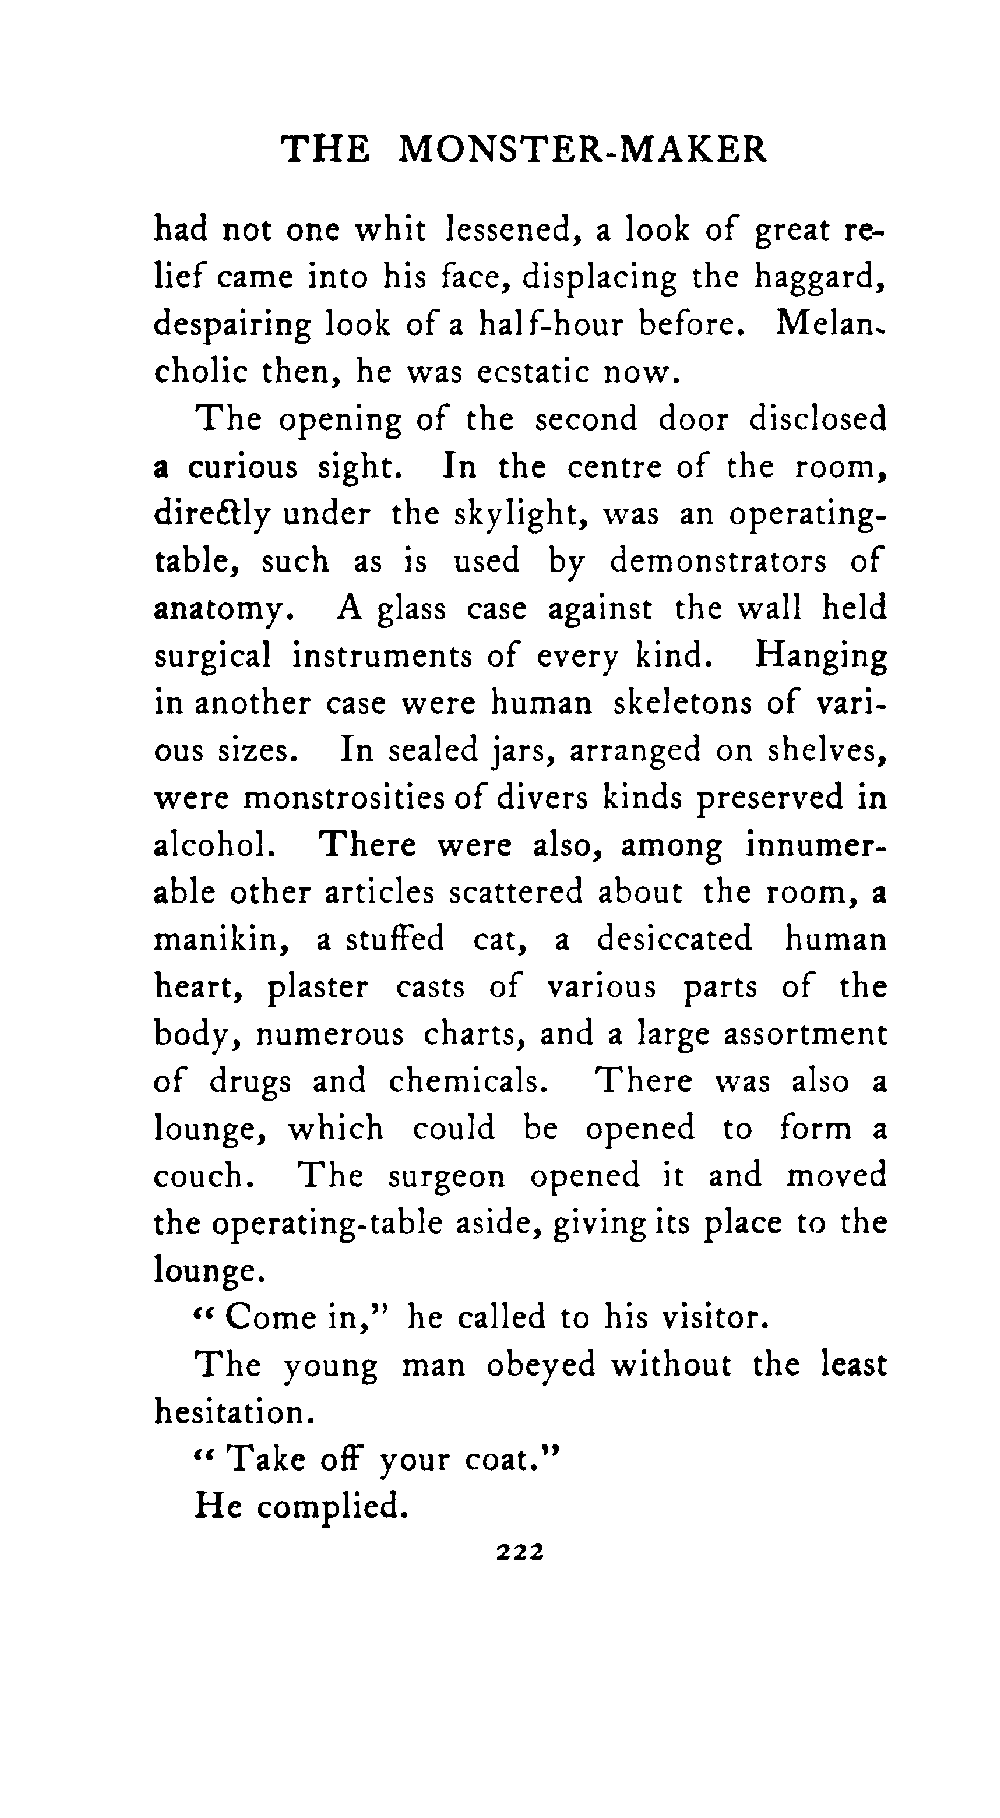 THE MONSTER-MAKER
had not one whit lessened, a look of great re-
lief came into his face, displacing the haggard,
despairing look of a half-hour before. Melan-
cholic then, he was ecstatic now.
The opening of the second door disclosed
a curious sight. In the centre of the room,
directly under the skylight, was an operating-
table, such as is used by demonstrators of
anatomy. A glass case against the wall held
surgical instruments of every kind. Hanging
in another case were human skeletons of vari-
ous sizes. In sealed jars, arranged on shelves,
were monstrosities of divers kinds preserved in
alcohol. There were also, among innumer-
able other articles scattered about the room, a
manikin, a stuffed cat, a desiccated human
heart, plaster casts of various parts of the
body, numerous charts, and a large assortment
of drugs and chemicals. There was also a
lounge, which could be opened to form a
couch. The surgeon opened it and moved
the operating-table aside, giving its place to the
lounge.
“ Come in,” he called to his visitor.
The young man obeyed without the least
hesitation.
“ Take off your coat.”
He complied.
222